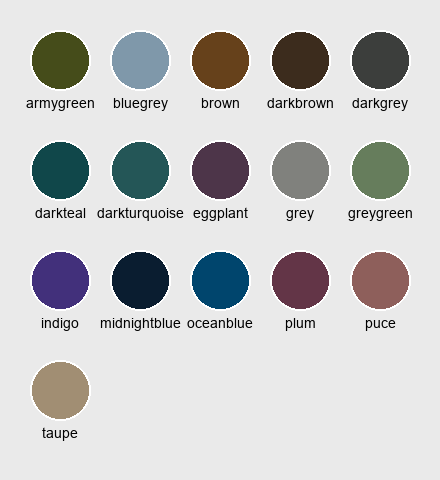 armygreen bluegrey brown darkbrown darkgrey
darkteal darkturquoise eggplant grey greygreen
indigo midnightblue oceanblue plum puce
taupe